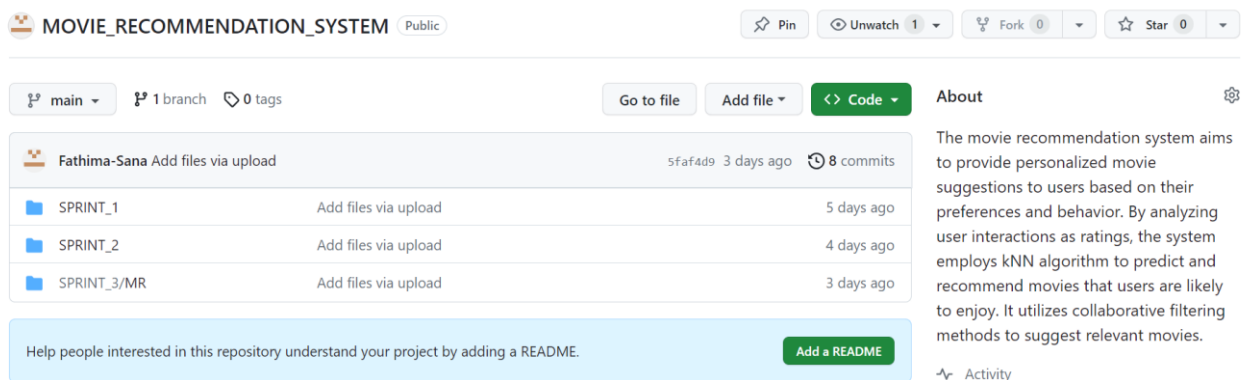 MOVIE_RECOMMENDATION_SYSTEM Public Pin Unwatch 1 Fork 0 Star 0
main 1 branch 0 tags Go to file Add file <> Code
Fathima-Sana Add files via upload 5faf4d9 3 days ago 8 commits
SPRINT_1 Add files via upload 5 days ago
SPRINT_2 Add files via upload 4 days ago
SPRINT_3/MR Add files via upload 3 days ago
Help people interested in this repository understand your project by adding a README. Add a README
About
The movie recommendation system aims
to provide personalized movie
suggestions to users based on their
preferences and behavior. By analyzing
user interactions as ratings, the system
employs kNN algorithm to predict and
recommend movies that users are likely
to enjoy. It utilizes collaborative filtering
methods to suggest relevant movies.
Activity